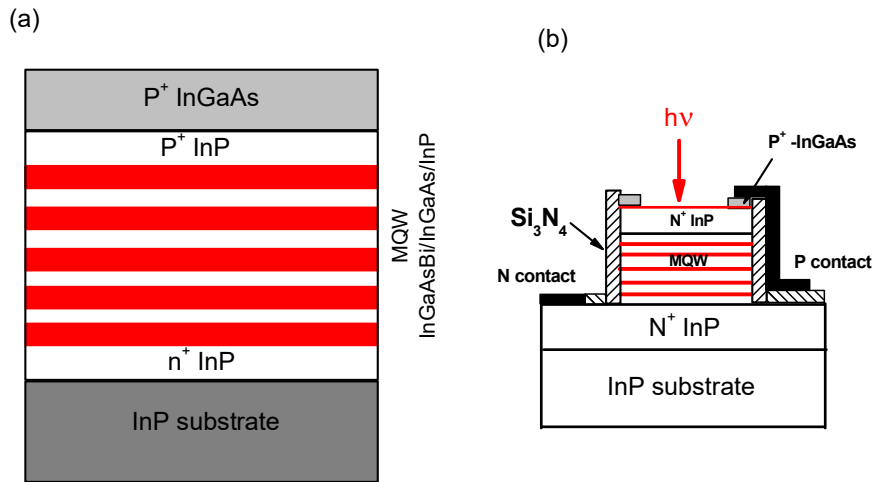 (a)
P⁺ InGaAs
P⁺ InP
n⁺ InP
InP substrate
MQW
InGaAsBi/InGaAs/InP
(b)
hν
P⁺ -InGaAs
Si₃N₄
N⁺ InP
MQW
N contact
P contact
N⁺ InP
InP substrate